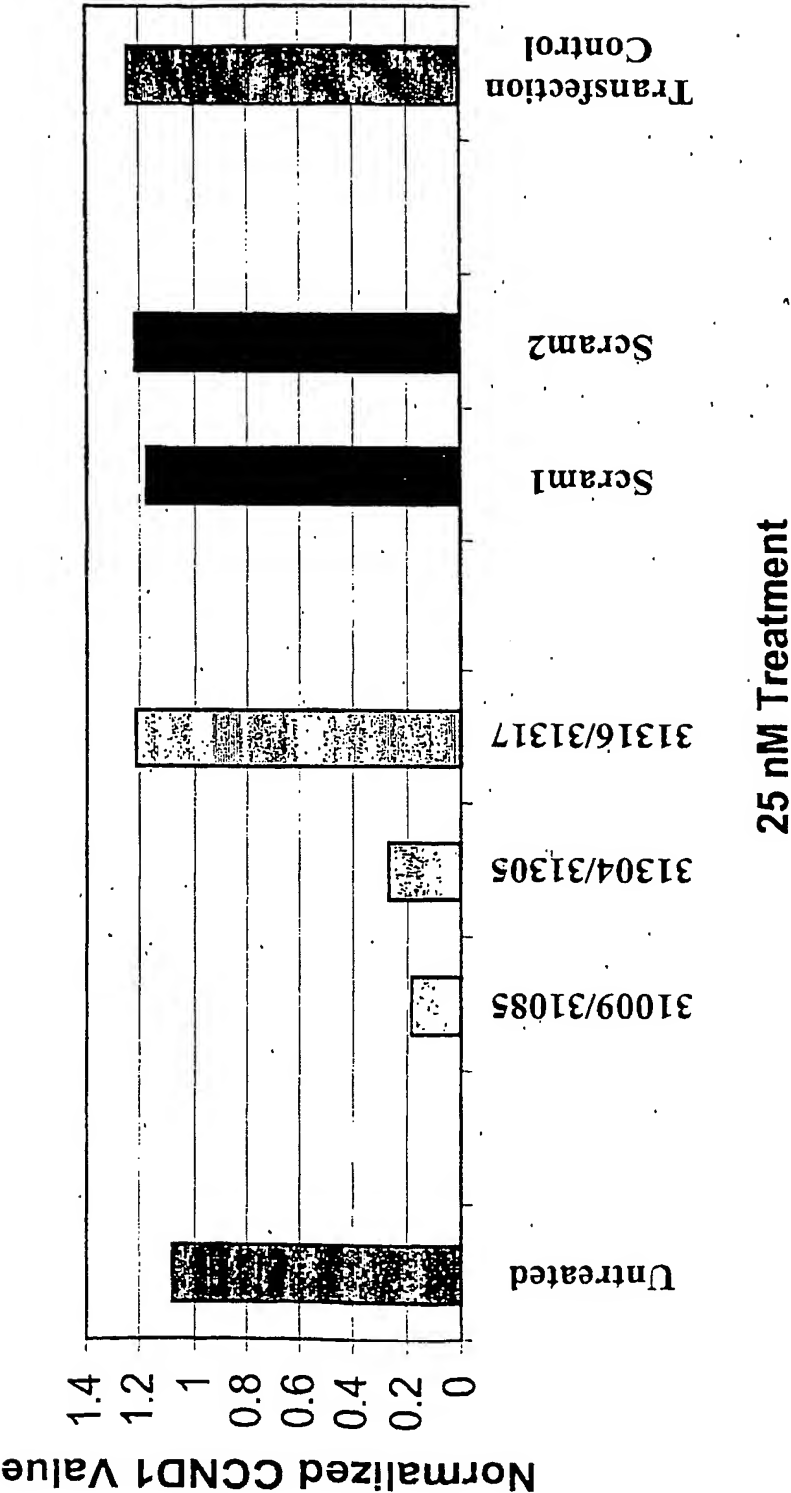 Normalized CCND1 Value
1.4
1.2
1
0.8
0.6
0.4
0.2
0
Untreated
31009/31085
31304/31305
31316/31317
Scram1
Scram2
Transfection
Control
25 nM Treatment